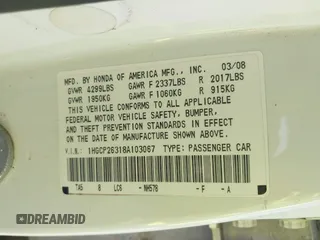 MFD. BY HONDA OF AMERICA MFG., INC. 03/08
GVWR 4299LBS GAWR F 2337LBS R 2017LBS
GVWR 1950KG GAWR F 1060KG R 915KG
THIS VEHICLE CONFORMS TO ALL APPLICABLE
FEDERAL MOTOR VEHICLE SAFETY, BUMPER,
AND THEFT PREVENTION STANDARDS IN EFFECT
ON THE DATE OF MANUFACTURE SHOWN ABOVE.
V.I.N.: 1HGCP26318A103067 TYPE: PASSENGER CAR
TA5 8 LCS - NH578 - F - A
DREAMBID